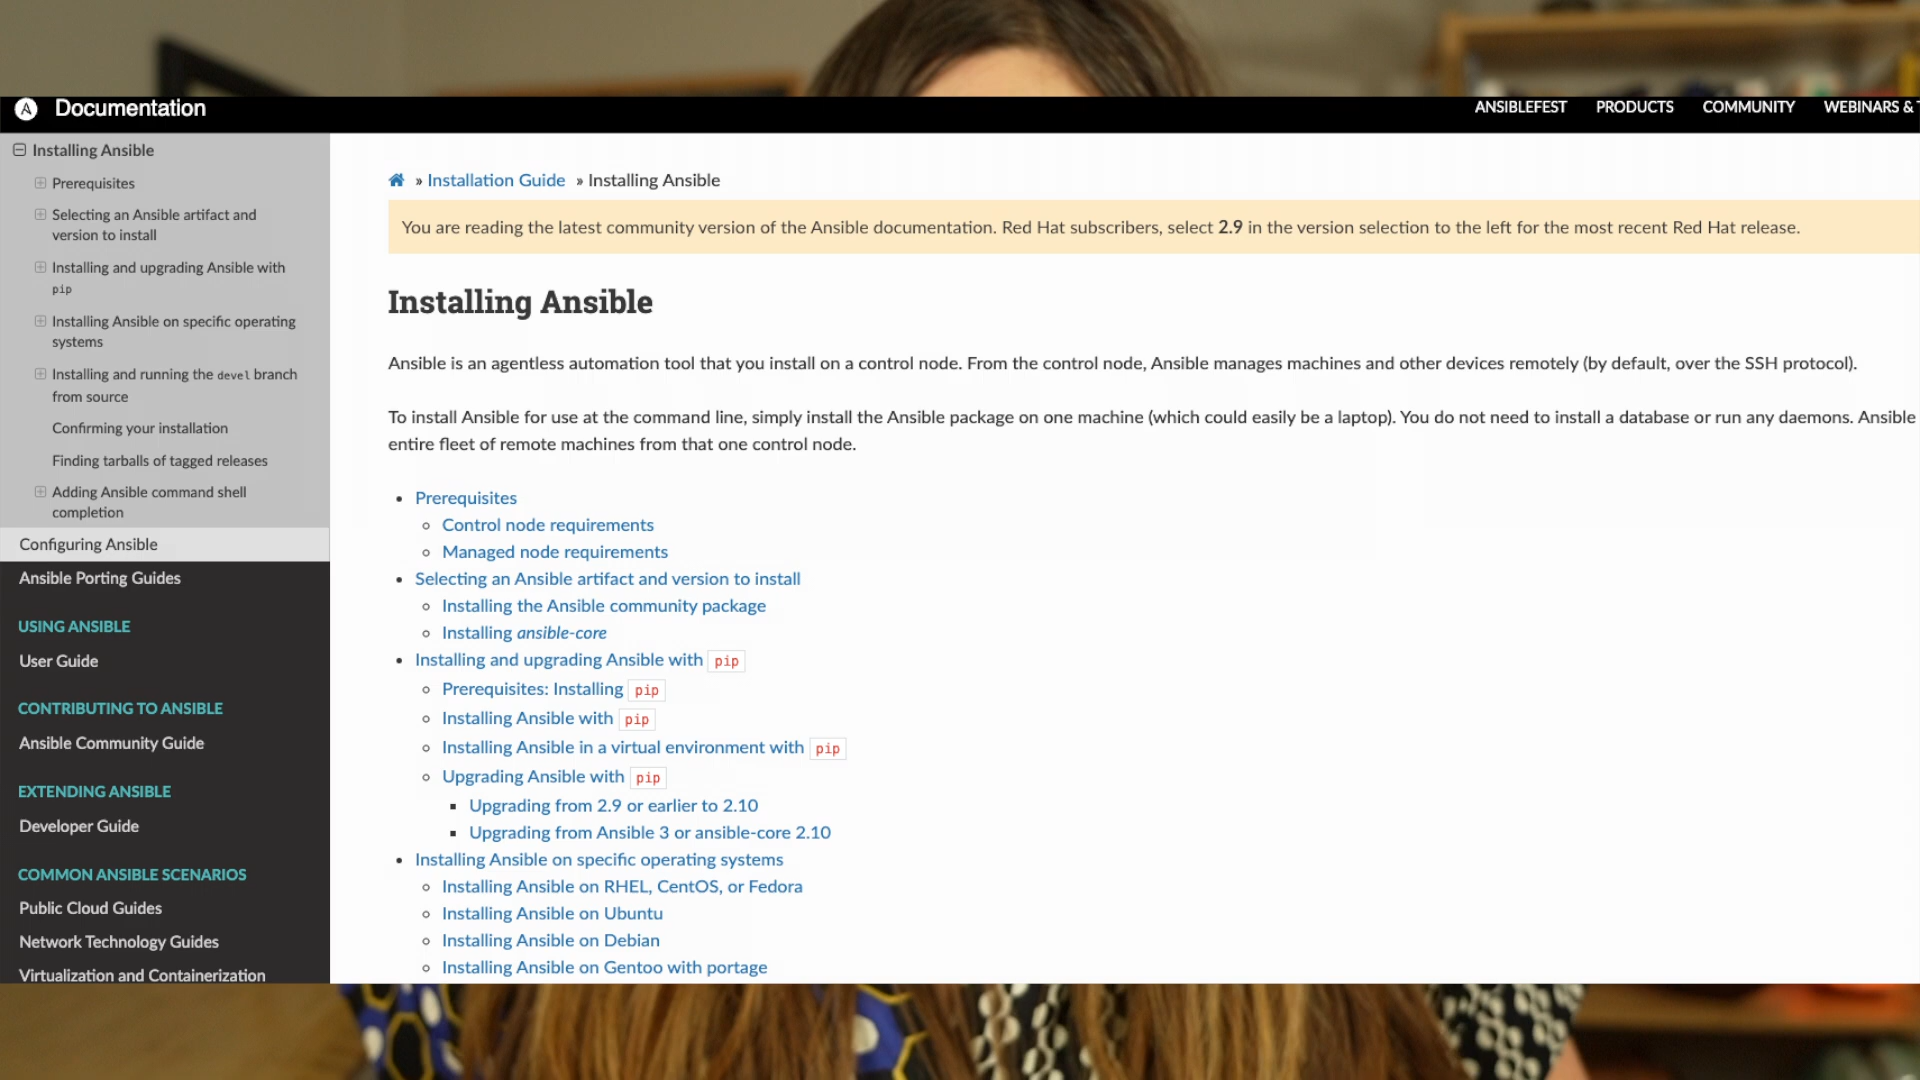 Documentation
ANSIBLEFEST PRODUCTS COMMUNITY WEBINARS &
Installing Ansible
Prerequisites
Selecting an Ansible artifact and
version to install
Installing and upgrading Ansible with
pip
Installing Ansible on specific operating
systems
Installing and running the devel branch
from source
Confirming your installation
Finding tarballs of tagged releases
Adding Ansible command shell
completion
Configuring Ansible
Ansible Porting Guides
USING ANSIBLE
User Guide
CONTRIBUTING TO ANSIBLE
Ansible Community Guide
EXTENDING ANSIBLE
Developer Guide
COMMON ANSIBLE SCENARIOS
Public Cloud Guides
Network Technology Guides
Virtualization and Containerization
» Installation Guide » Installing Ansible
You are reading the latest community version of the Ansible documentation. Red Hat subscribers, select 2.9 in the version selection to the left for the most recent Red Hat release.
Installing Ansible
Ansible is an agentless automation tool that you install on a control node. From the control node, Ansible manages machines and other devices remotely (by default, over the SSH protocol).
To install Ansible for use at the command line, simply install the Ansible package on one machine (which could easily be a laptop). You do not need to install a database or run any daemons. Ansible
entire fleet of remote machines from that one control node.
Prerequisites
Control node requirements
Managed node requirements
Selecting an Ansible artifact and version to install
Installing the Ansible community package
Installing ansible-core
Installing and upgrading Ansible with pip
Prerequisites: Installing pip
Installing Ansible with pip
Installing Ansible in a virtual environment with pip
Upgrading Ansible with pip
Upgrading from 2.9 or earlier to 2.10
Upgrading from Ansible 3 or ansible-core 2.10
Installing Ansible on specific operating systems
Installing Ansible on RHEL, CentOS, or Fedora
Installing Ansible on Ubuntu
Installing Ansible on Debian
Installing Ansible on Gentoo with portage